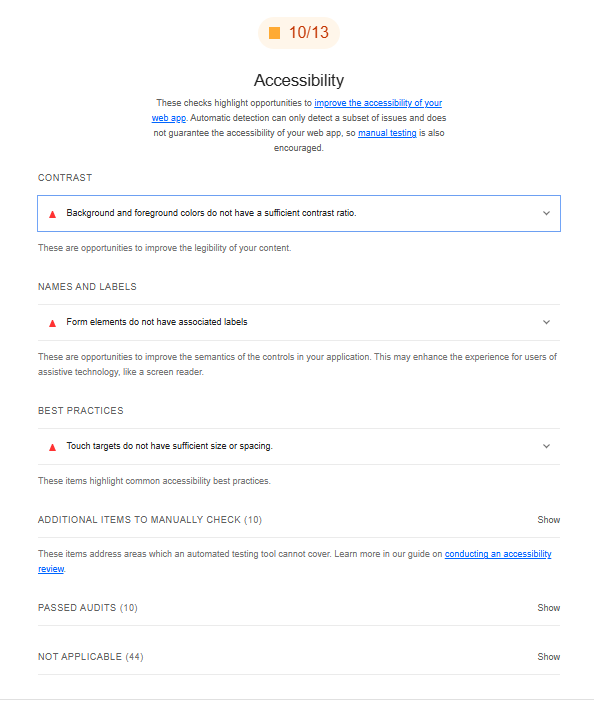 10/13
Accessibility
These checks highlight opportunities to improve the accessibility of your
web app. Automatic detection can only detect a subset of issues and does
not guarantee the accessibility of your web app, so manual testing is also
encouraged.
CONTRAST
Background and foreground colors do not have a sufficient contrast ratio.
These are opportunities to improve the legibility of your content.
NAMES AND LABELS
Form elements do not have associated labels
These are opportunities to improve the semantics of the controls in your application. This may enhance the experience for users of
assistive technology, like a screen reader.
BEST PRACTICES
Touch targets do not have sufficient size or spacing.
These items highlight common accessibility best practices.
ADDITIONAL ITEMS TO MANUALLY CHECK (10) Show
These items address areas which an automated testing tool cannot cover. Learn more in our guide on conducting an accessibility
review.
PASSED AUDITS (10) Show
NOT APPLICABLE (44) Show